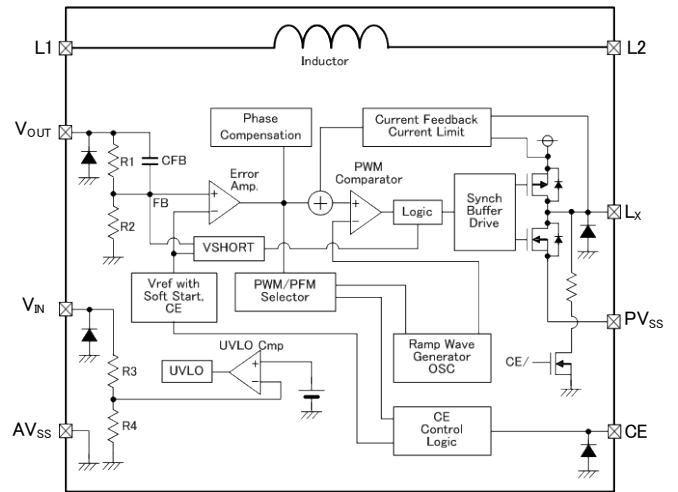 L1
L2
Inductor
VOUT
Phase
Compensation
Current Feedback
Current Limit
R1
CFB
Error
Amp.
PWM
Comparator
+
−
+
+
−
FB
R2
Logic
Synch
Buffer
Drive
LX
VSHORT
Vref with
Soft Start,
CE
PWM/PFM
Selector
VIN
PVSS
UVLO Cmp
Ramp Wave
Generator
OSC
CE/
R3
UVLO
+
−
R4
AVSS
CE
Control
Logic
CE